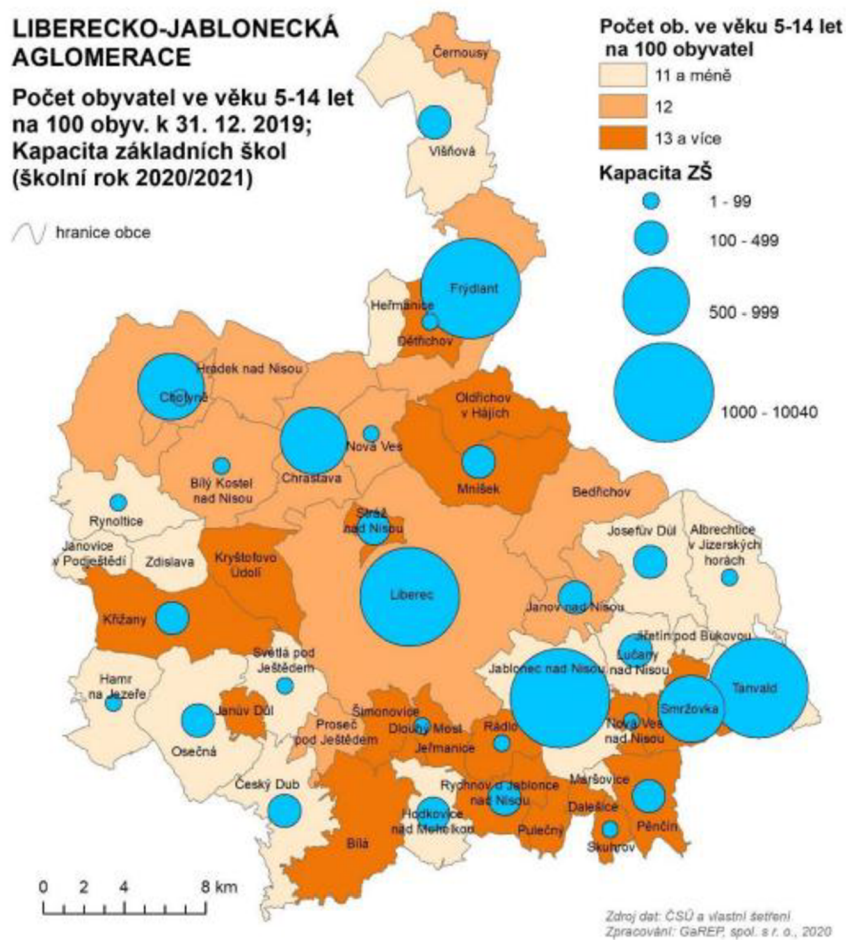 LIBERECKO-JABLONECKÁ
AGLOMERACE
Počet obyvatel ve věku 5-14 let
na 100 obyv. k 31. 12. 2019;
Kapacita základních škol
(školní rok 2020/2021)
hranice obce
Počet ob. ve věku 5-14 let
na 100 obyvatel
11 a méně
12
13 a více
Kapacita ZŠ
1 - 99
100 - 499
500 - 999
1000 - 10040
Černousy
Višňová
Frýdlant
Heřmanice
Dětřichov
Hrádek nad Nisou
Chotyně
Oldřichov
v Hájích
Nová Ves
Chrastava
Mníšek
Bílý Kostel
nad Nisou
Bedřichov
Rynoltice
Stráž
nad Nisou
Josefův Důl
Albrechtice
v Jizerských
horách
Janovice
v Podještědí
Zdislava
Kryštofovo
Údolí
Liberec
Janov nad Nisou
Křižany
Jiřetín pod Bukovou
Světlá pod
Ještědem
Lučany
nad Nisou
Jablonec nad Nisou
Hamr
na Jezeře
Tanvald
Smržovka
Janův Důl
Osečná
Šimonovice
Proseč
pod Ještědem
Dlouhý Most
Jeřmanice
Rádlo
Nová Ves
nad Nisou
Český Dub
Rychnov u Jablonce
nad Nisou
Maršovice
Hodkovice
nad Mohelkou
Dalešice
Pěnčín
Pulečný
Bílá
Skuhrov
0 2 4 8 km
Zdroj dat: ČSÚ a vlastní šetření
Zpracování: GaREP, spol. s r. o., 2020